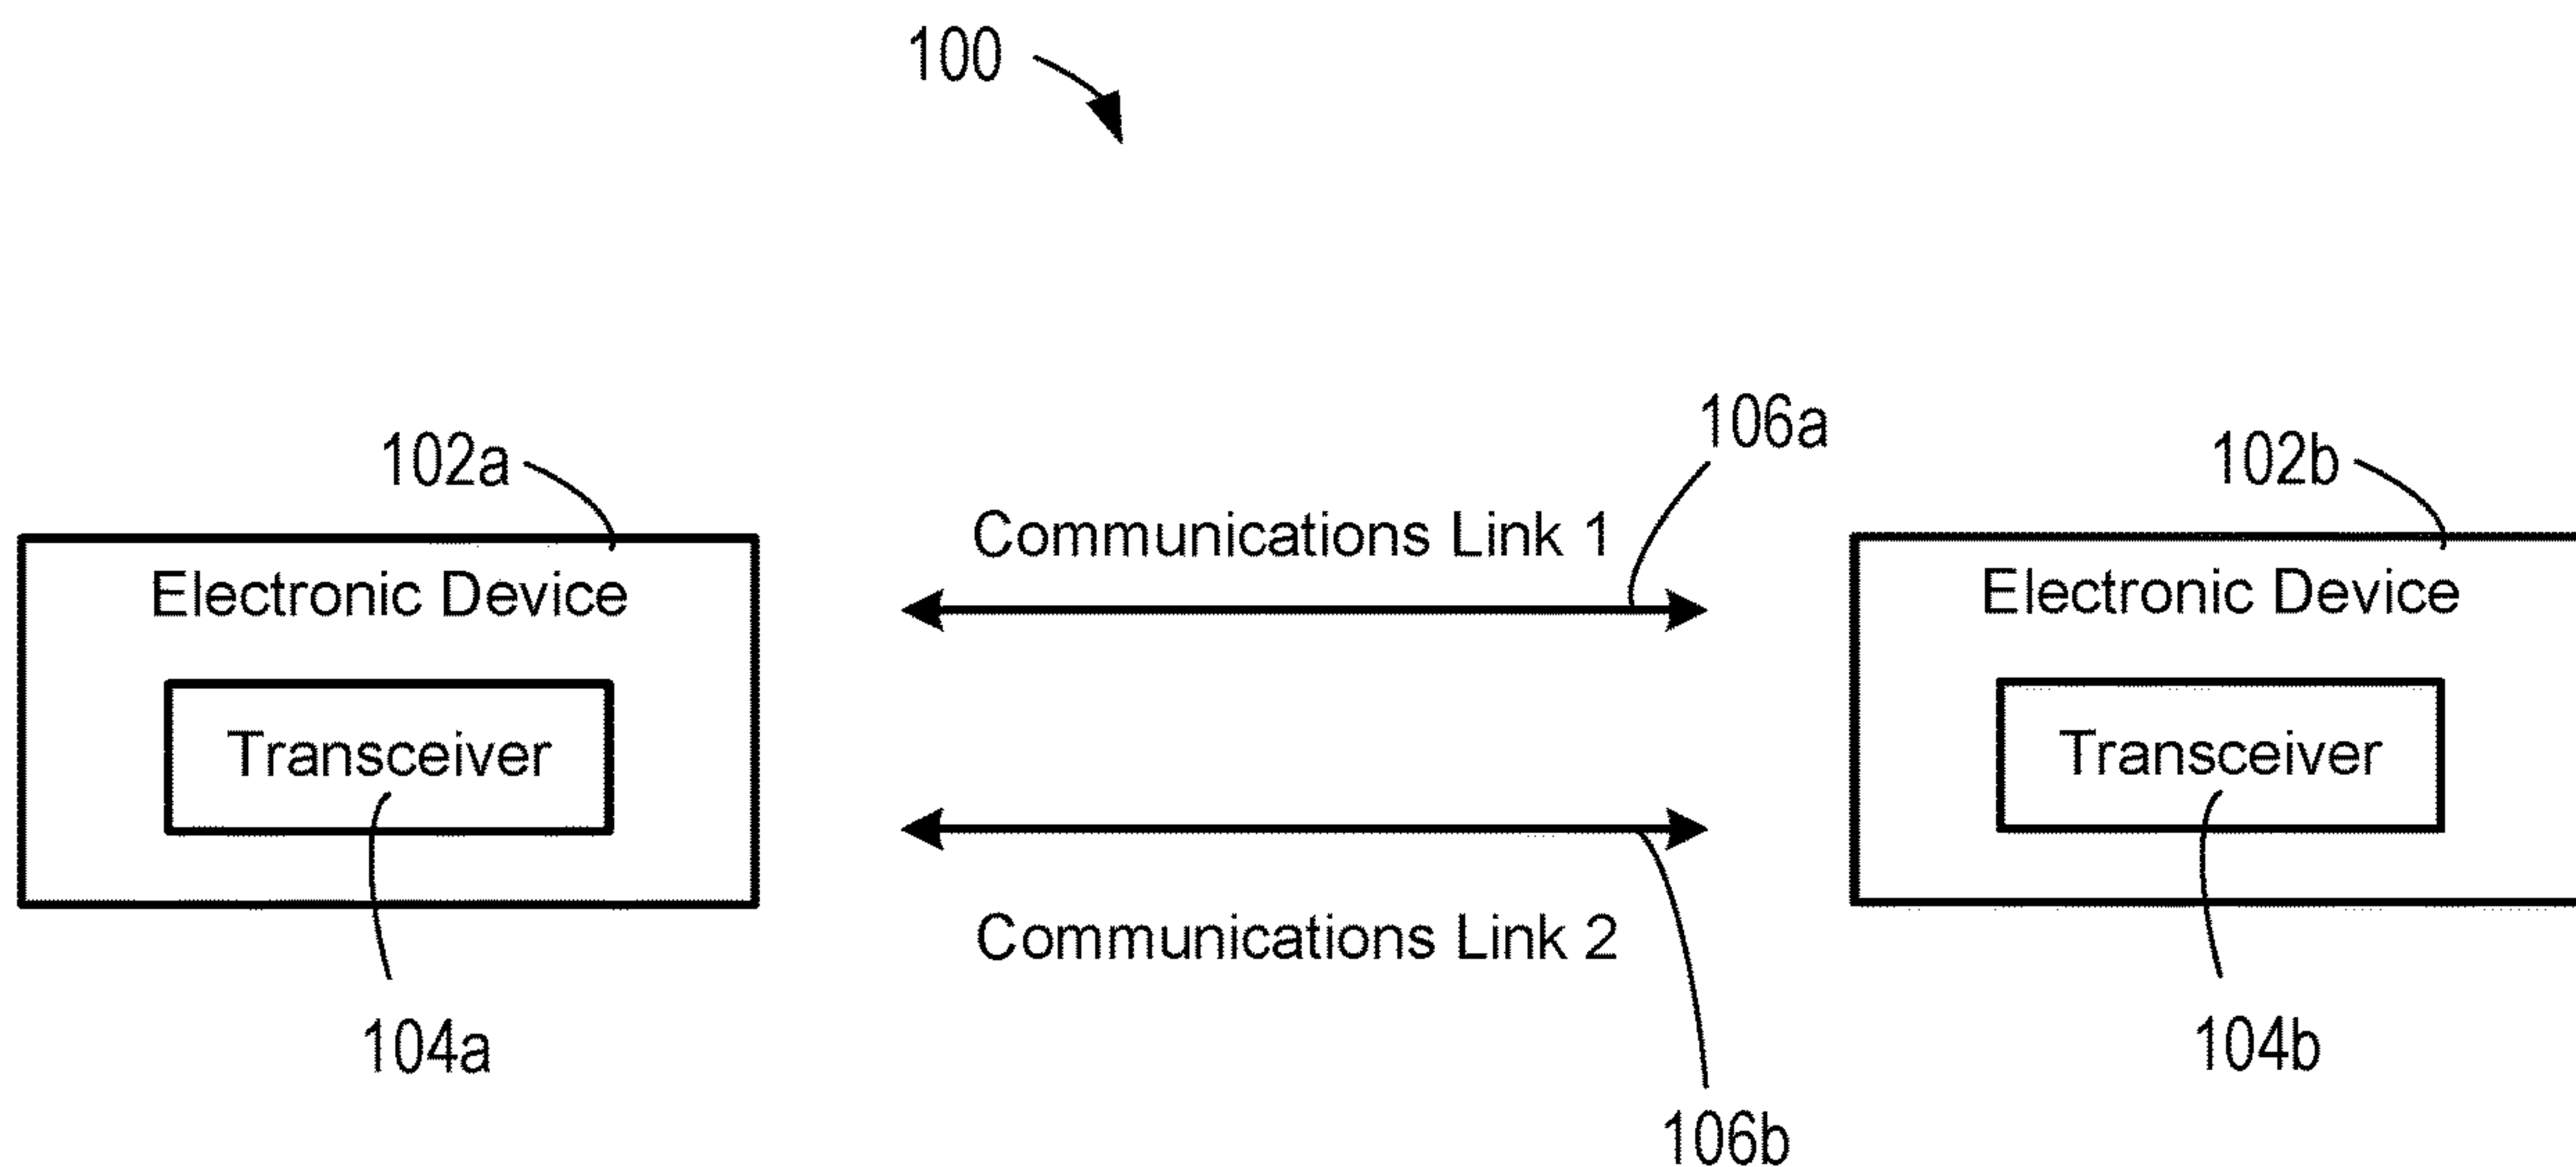 100
106a
102a
102b
Communications Link 1
Electronic Device
Electronic Device
Transceiver
Transceiver
Communications Link 2
104a
104b
106b